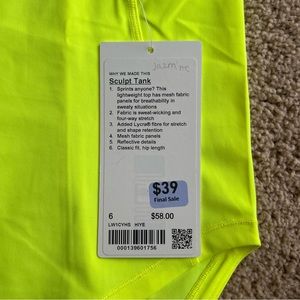 WHY WE MADE THIS
Sculpt Tank
1. Sprints anyone? This
lightweight top has mesh fabric
panels for breathability in
sweaty situations
2. Fabric is sweat-wicking and
four-way stretch
3. Added Lycra® fibre for stretch
and shape retention
4. Mesh fabric panels
5. Reflective details
6. Classic fit, hip length
$39
Final Sale
6 $58.00
LW1CYHS HIYE
000139601756